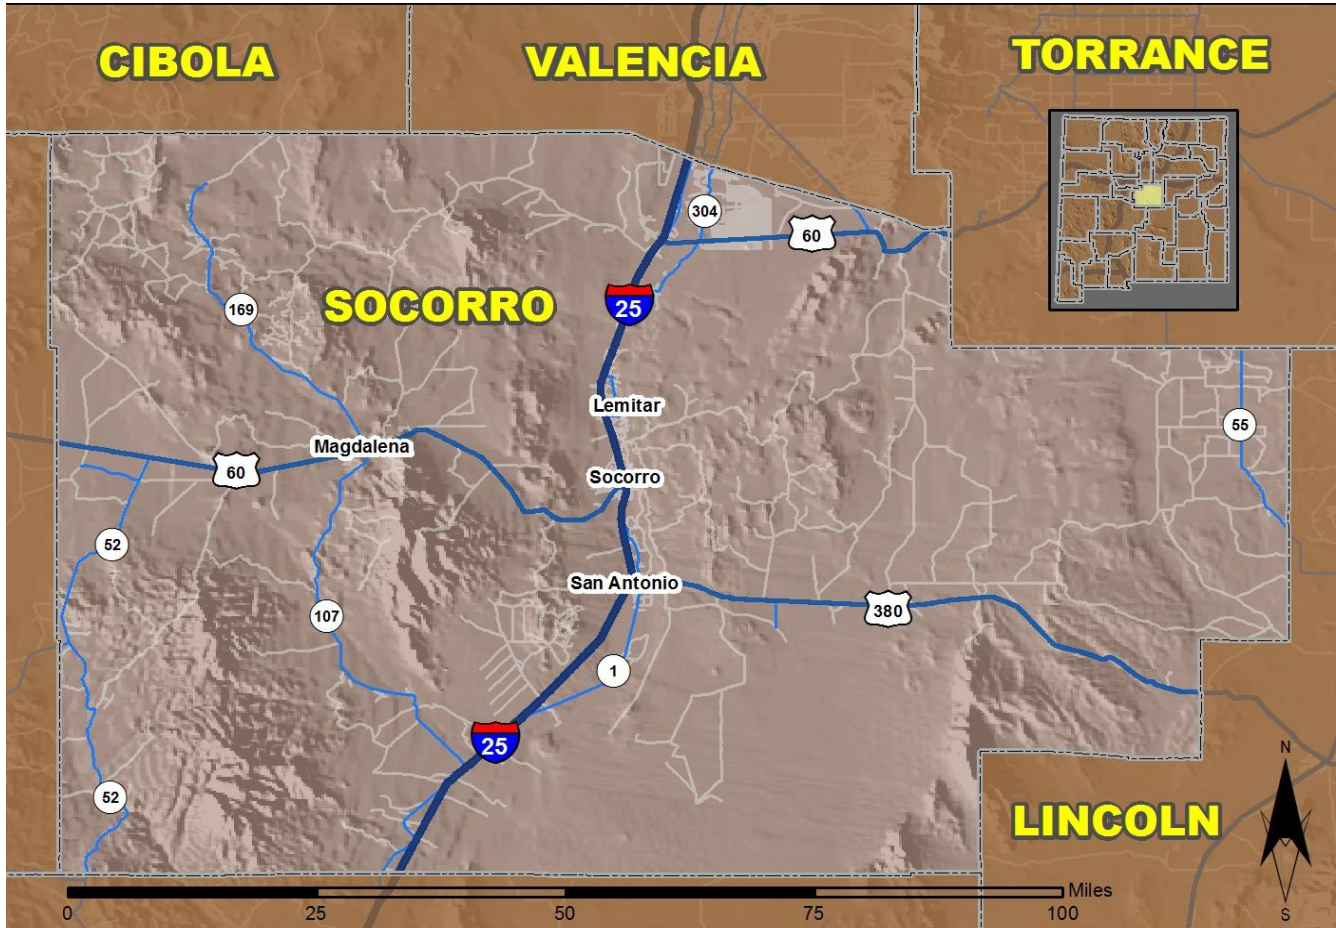 CIBOLA
VALENCIA
TORRANCE
304
60
169
SOCORRO
25
Lemitar
55
Magdalena
60
Socorro
52
San Antonio
380
107
1
25
52
LINCOLN
N
S
Miles
0 25 50 75 100